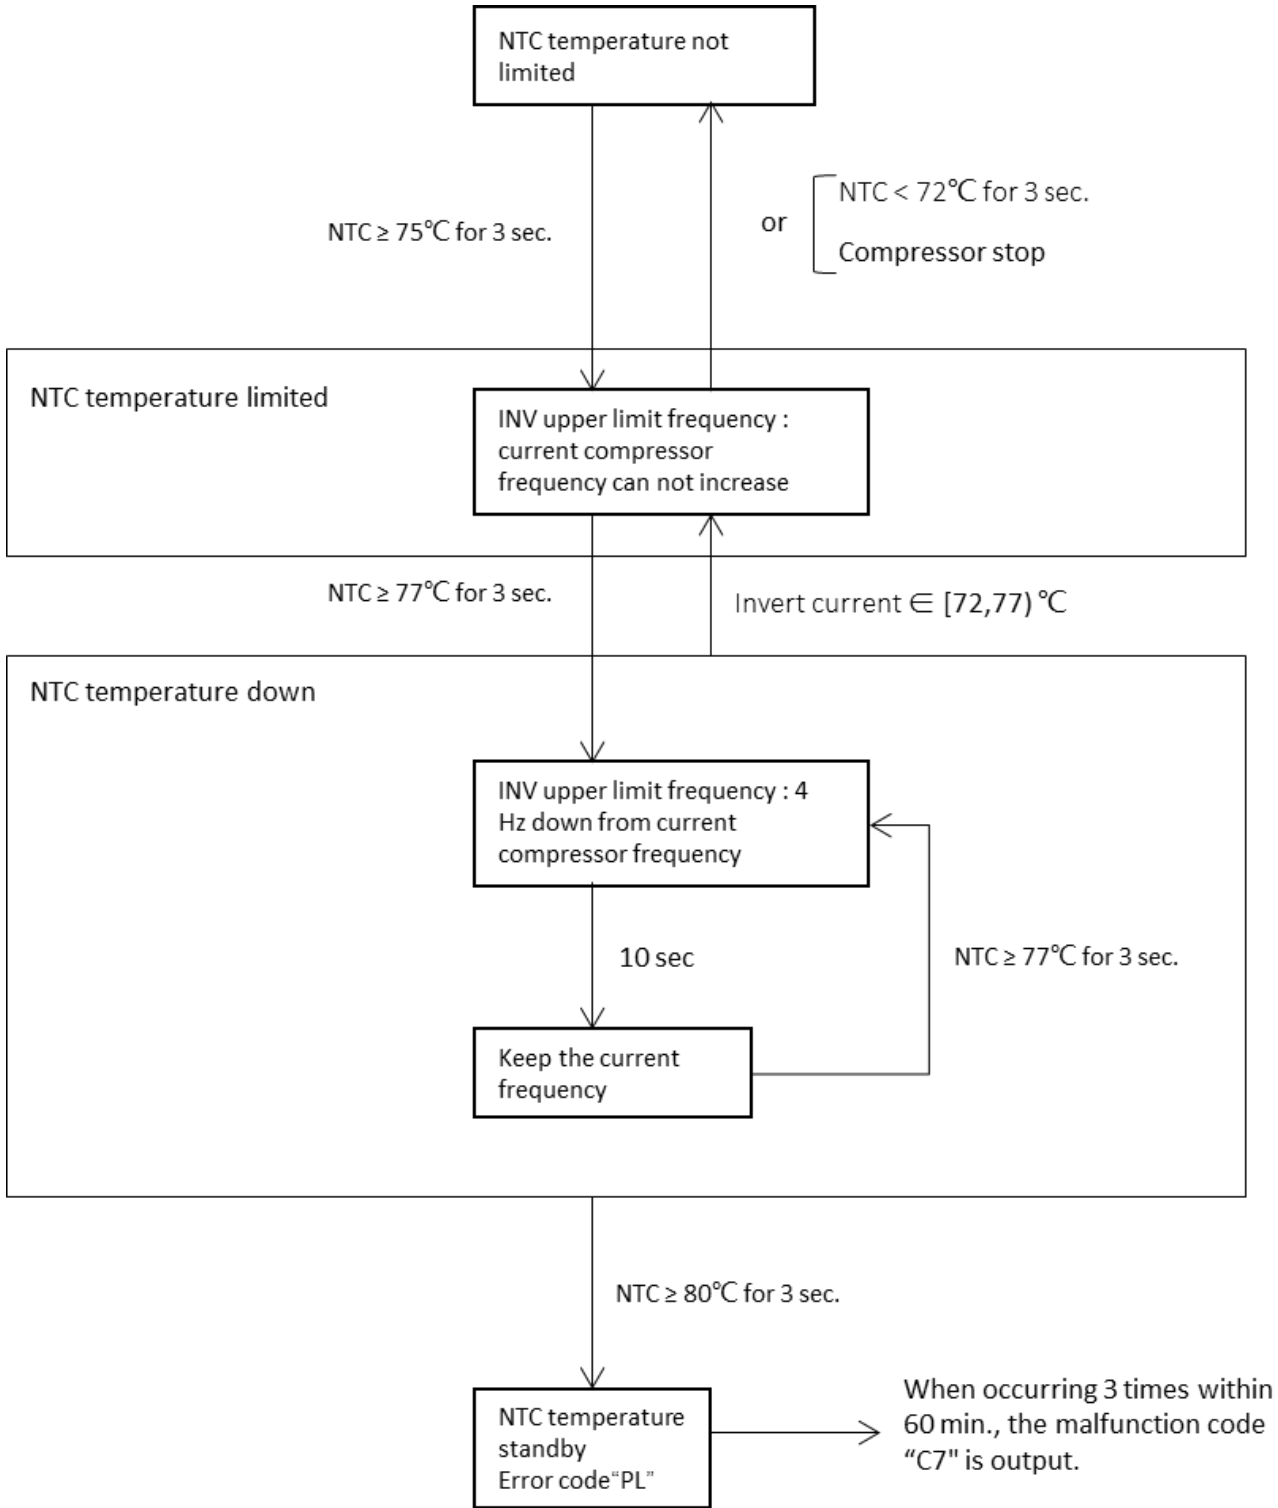 NTC temperature not
limited
NTC ≥ 75℃ for 3 sec.
or
NTC < 72℃ for 3 sec.
Compressor stop
NTC temperature limited
INV upper limit frequency :
current compressor
frequency can not increase
NTC ≥ 77℃ for 3 sec.
Invert current ∈ [72,77) ℃
NTC temperature down
INV upper limit frequency : 4
Hz down from current
compressor frequency
10 sec
NTC ≥ 77℃ for 3 sec.
Keep the current
frequency
NTC ≥ 80℃ for 3 sec.
NTC temperature
standby
Error code“PL”
When occurring 3 times within
60 min., the malfunction code
“C7" is output.